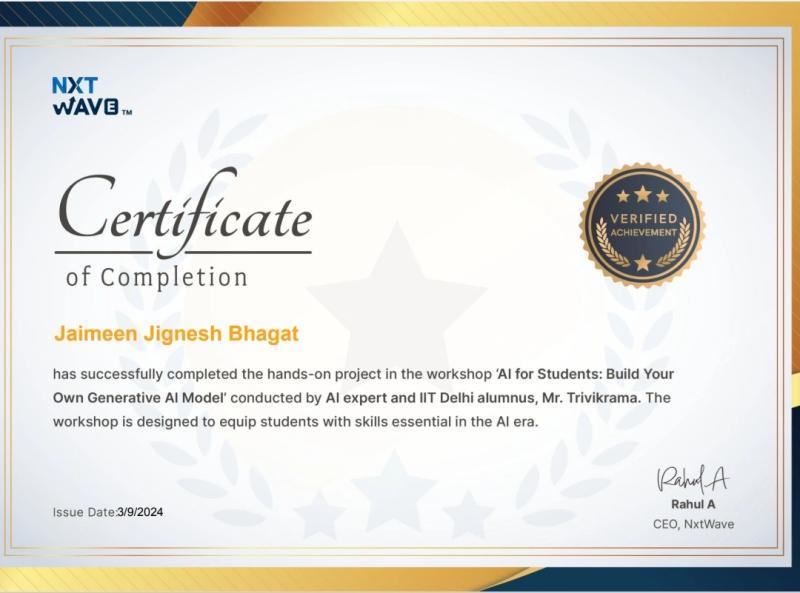 NXT
WAVE TM
Certificate
of Completion
VERIFIED
ACHIEVEMENT
Jaimeen Jignesh Bhagat
has successfully completed the hands-on project in the workshop ‘AI for Students: Build Your
Own Generative AI Model’ conducted by AI expert and IIT Delhi alumnus, Mr. Trivikrama. The
workshop is designed to equip students with skills essential in the AI era.
Rahul A
Rahul A
CEO, NxtWave
Issue Date:3/9/2024